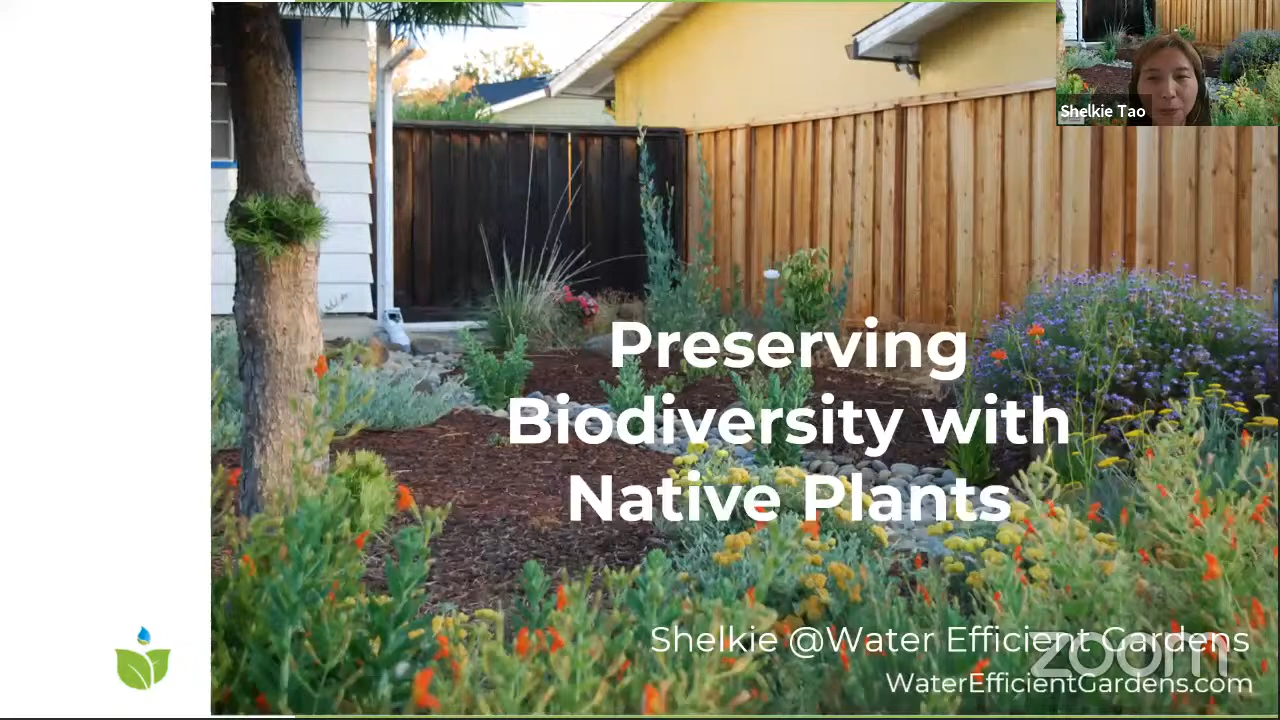 Shelkie Tao
Preserving
Biodiversity with
Native Plants
Shelkie @Water Efficient Gardens
zoom
WaterEfficientGardens.com